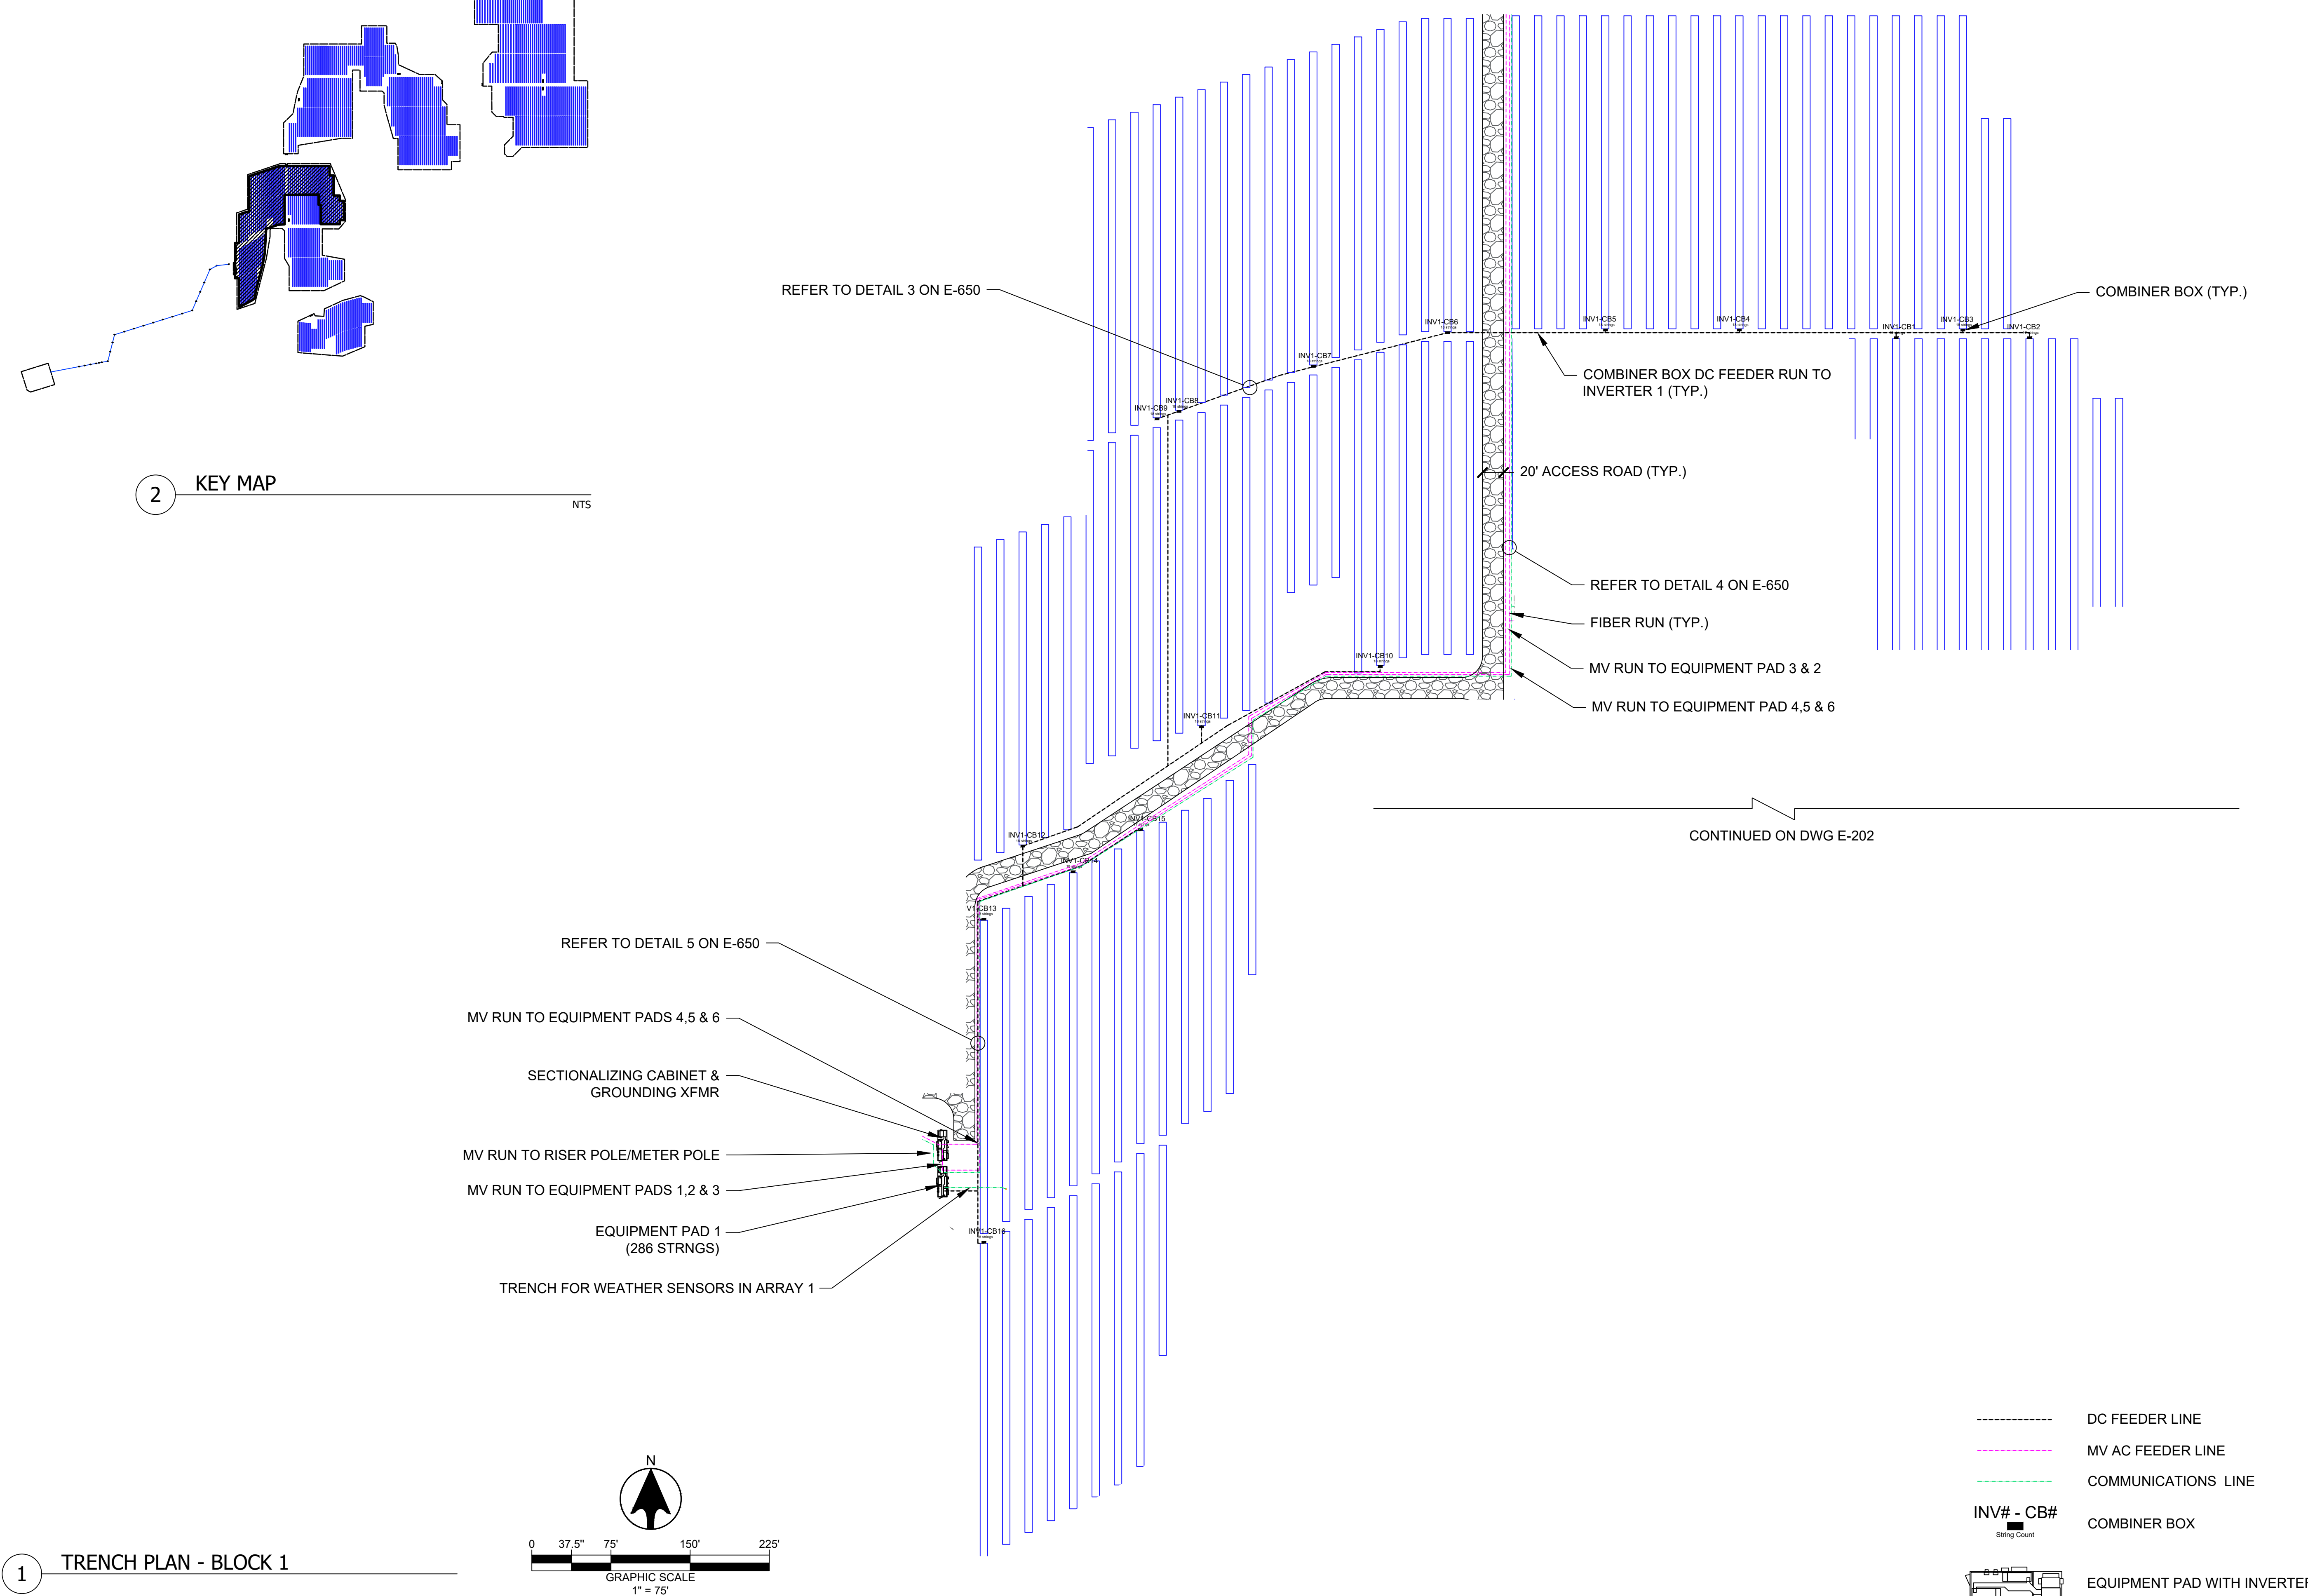 2
KEY MAP
NTS
REFER TO DETAIL 3 ON E-650
COMBINER BOX (TYP.)
INV1-CB6
INV1-CB5
INV1-CB4
INV1-CB1
INV1-CB3
INV1-CB2
INV1-CB7
INV1-CB8
INV1-CB9
COMBINER BOX DC FEEDER RUN TO
INVERTER 1 (TYP.)
20' ACCESS ROAD (TYP.)
REFER TO DETAIL 4 ON E-650
FIBER RUN (TYP.)
INV1-CB10
MV RUN TO EQUIPMENT PAD 3 & 2
MV RUN TO EQUIPMENT PAD 4,5 & 6
INV1-CB11
INV1-CB15
INV1-CB12
CONTINUED ON DWG E-202
INV1-CB14
V1-CB13
REFER TO DETAIL 5 ON E-650
MV RUN TO EQUIPMENT PADS 4,5 & 6
SECTIONALIZING CABINET &
GROUNDING XFMR
MV RUN TO RISER POLE/METER POLE
MV RUN TO EQUIPMENT PADS 1,2 & 3
EQUIPMENT PAD 1
(286 STRNGS)
INV1-CB16
TRENCH FOR WEATHER SENSORS IN ARRAY 1
DC FEEDER LINE
MV AC FEEDER LINE
COMMUNICATIONS LINE
INV# - CB#
String Count
COMBINER BOX
EQUIPMENT PAD WITH INVERTER
N
0 37.5" 75' 150' 225'
GRAPHIC SCALE
1" = 75'
1
TRENCH PLAN - BLOCK 1